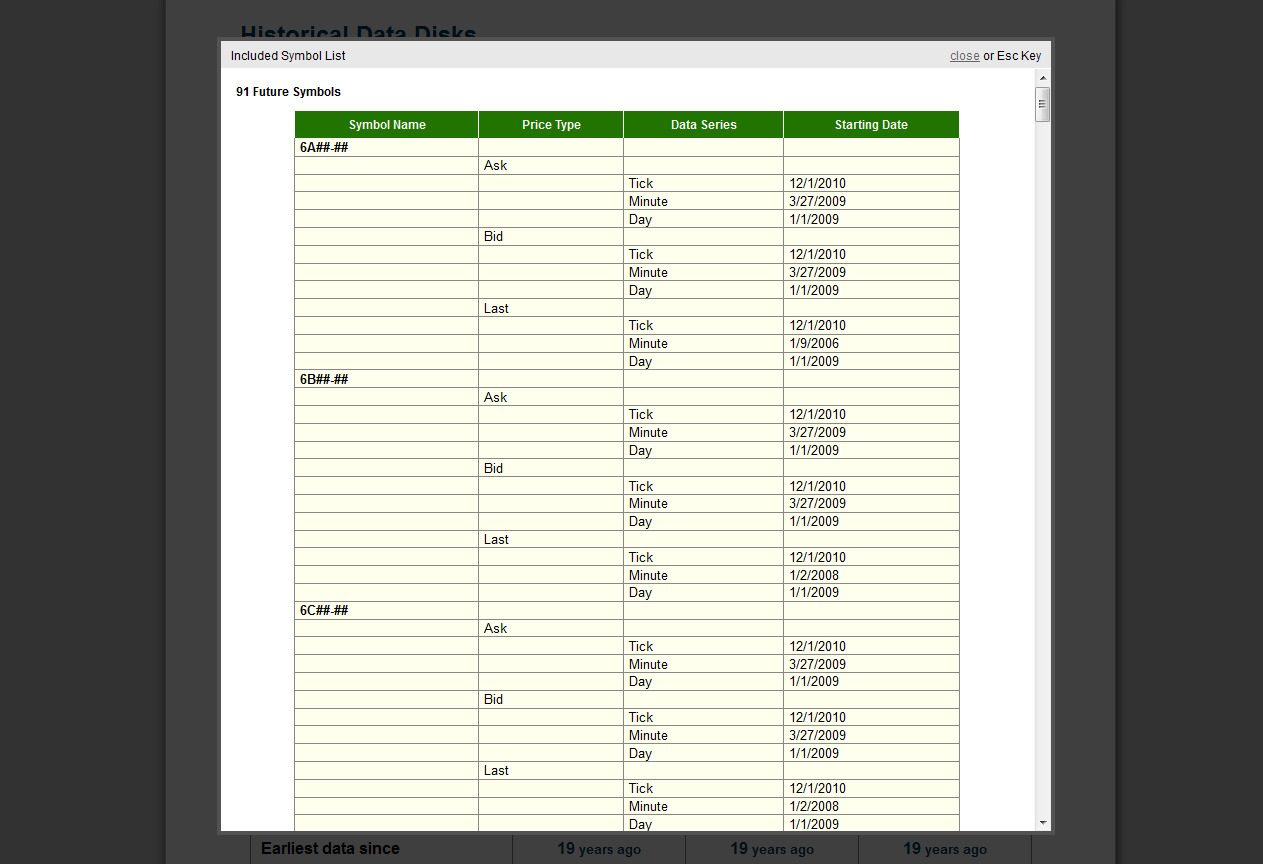 Historical Data Disks
Included Symbol List close or Esc Key
91 Future Symbols
Symbol Name Price Type Data Series Starting Date
6A##-##
Ask
Tick 12/1/2010
Minute 3/27/2009
Day 1/1/2009
Bid
Tick 12/1/2010
Minute 3/27/2009
Day 1/1/2009
Last
Tick 12/1/2010
Minute 1/9/2006
Day 1/1/2009
6B##-##
Ask
Tick 12/1/2010
Minute 3/27/2009
Day 1/1/2009
Bid
Tick 12/1/2010
Minute 3/27/2009
Day 1/1/2009
Last
Tick 12/1/2010
Minute 1/2/2008
Day 1/1/2009
6C##-##
Ask
Tick 12/1/2010
Minute 3/27/2009
Day 1/1/2009
Bid
Tick 12/1/2010
Minute 3/27/2009
Day 1/1/2009
Last
Tick 12/1/2010
Minute 1/2/2008
Day 1/1/2009
Earliest data since 19 years ago 19 years ago 19 years ago